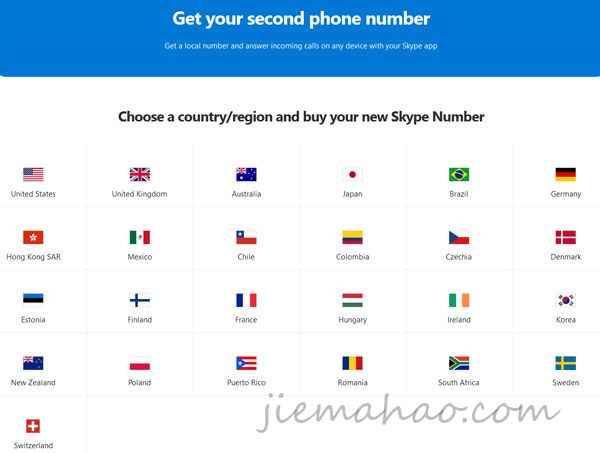 Get your second phone number
Get a local number and answer incoming calls on any device with your Skype app
Choose a country/region and buy your new Skype Number
United States
United Kingdom
Australia
Japan
Brazil
Germany
Hong Kong SAR
Mexico
Chile
Colombia
Czechia
Denmark
Estonia
Finland
France
Hungary
Ireland
Korea
New Zealand
Poland
Puerto Rico
Romania
South Africa
Sweden
jiemahao.com
Switzerland